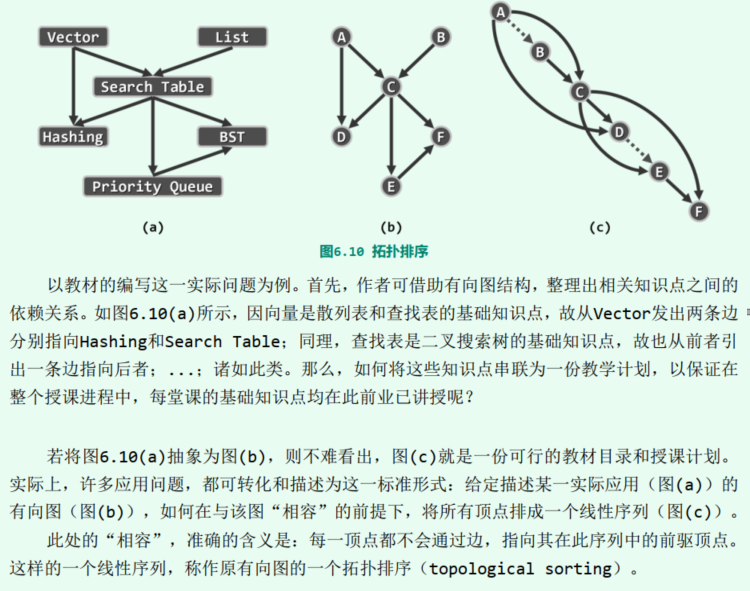 Vector
List
Search Table
Hashing
BST
Priority Queue
(a)
A
B
C
D
F
E
(b)
A
B
C
D
E
F
(c)
图6.10 拓扑排序
以教材的编写这一实际问题为例。首先，作者可借助有向图结构，整理出相关知识点之间的
依赖关系。如图6.10(a)所示，因向量是散列表和查找表的基础知识点，故从Vector发出两条边
分别指向Hashing和Search Table；同理，查找表是二叉搜索树的基础知识点，故也从前者引
出一条边指向后者；...；诸如此类。那么，如何将这些知识点串联为一份教学计划，以保证在
整个授课进程中，每堂课的基础知识点均在此前业已讲授呢？
若将图6.10(a)抽象为图(b)，则不难看出，图(c)就是一份可行的教材目录和授课计划。
实际上，许多应用问题，都可转化和描述为这一标准形式：给定描述某一实际应用（图(a)）的
有向图（图(b)），如何在与该图“相容”的前提下，将所有顶点排成一个线性序列（图(c)）。
此处的“相容”，准确的含义是：每一顶点都不会通过边，指向其在此序列中的前驱顶点。
这样的一个线性序列，称作原有向图的一个拓扑排序（topological sorting）。